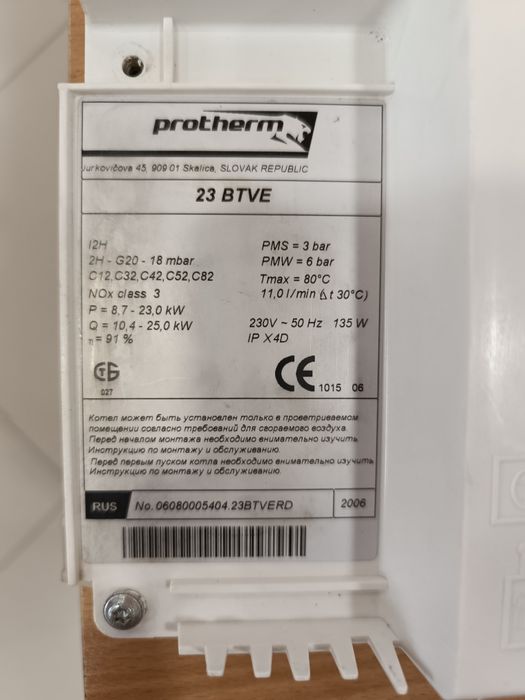 protherm
Jurkovičova 45, 909 01 Skalica, SLOVAK REPUBLIC
23 BTVE
I2H
2H - G20 - 18 mbar
C12,C32,C42,C52,C82
NOx class 3
P = 8,7 - 23,0 kW
Q = 10,4 - 25,0 kW
η = 91 %
PMS = 3 bar
PMW = 6 bar
Tmax = 80°C
11,0 l/min (Δt 30°C)
230V ~ 50 Hz 135 W
IP X4D
027
CE 1015 06
Котел может быть установлен только в проветриваемом
помещении согласно требований для сгораемого воздуха.
Перед началом монтажа необходимо внимательно изучить
Инструкцию по монтажу и обслуживанию.
Перед первым пуском котла необходимо внимательно изучить
Инструкцию по монтажу и обслуживанию.
RUS No. 06080005404.23BTVERD 2006